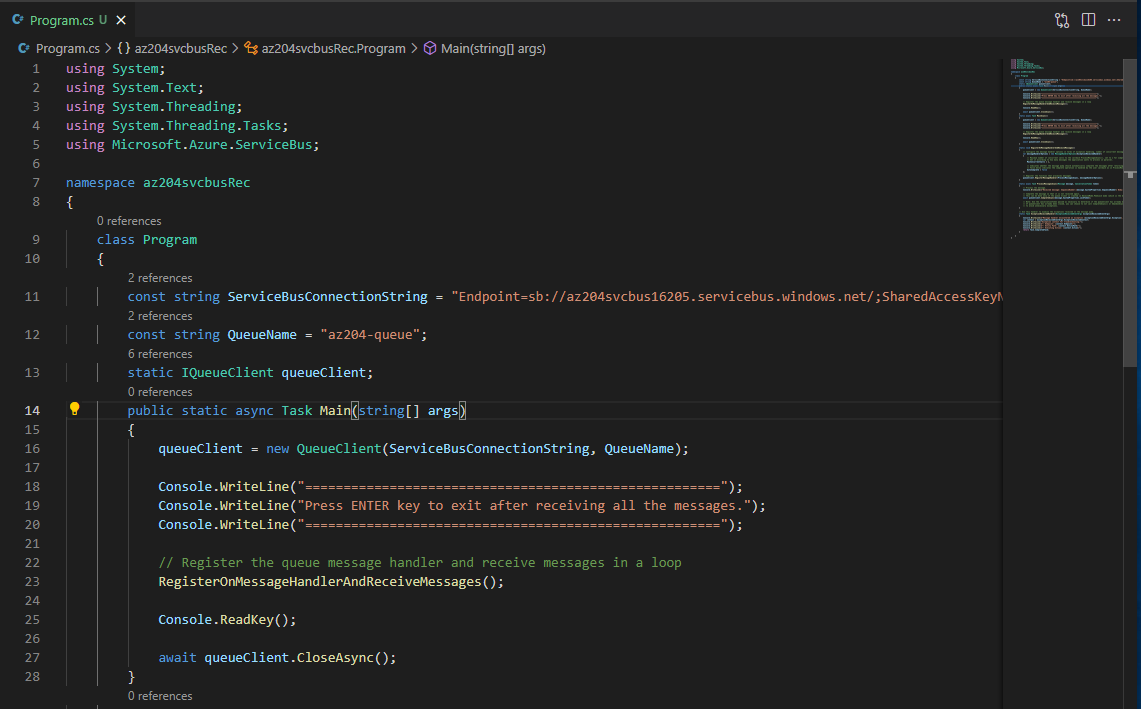 C# Program.cs U ×
C# Program.cs > {} az204svcbusRec > az204svcbusRec.Program > Main(string[] args)
1 using System;
2 using System.Text;
3 using System.Threading;
4 using System.Threading.Tasks;
5 using Microsoft.Azure.ServiceBus;
6
7 namespace az204svcbusRec
8 {
0 references
9 class Program
10 {
2 references
11 const string ServiceBusConnectionString = "Endpoint=sb://az204svcbus16205.servicebus.windows.net/;SharedAccessKeyN
2 references
12 const string QueueName = "az204-queue";
6 references
13 static IQueueClient queueClient;
0 references
14 public static async Task Main(string[] args)
15 {
16 queueClient = new QueueClient(ServiceBusConnectionString, QueueName);
17
18 Console.WriteLine("======================================================");
19 Console.WriteLine("Press ENTER key to exit after receiving all the messages.");
20 Console.WriteLine("======================================================");
21
22 // Register the queue message handler and receive messages in a loop
23 RegisterOnMessageHandlerAndReceiveMessages();
24
25 Console.ReadKey();
26
27 await queueClient.CloseAsync();
28 }
0 references